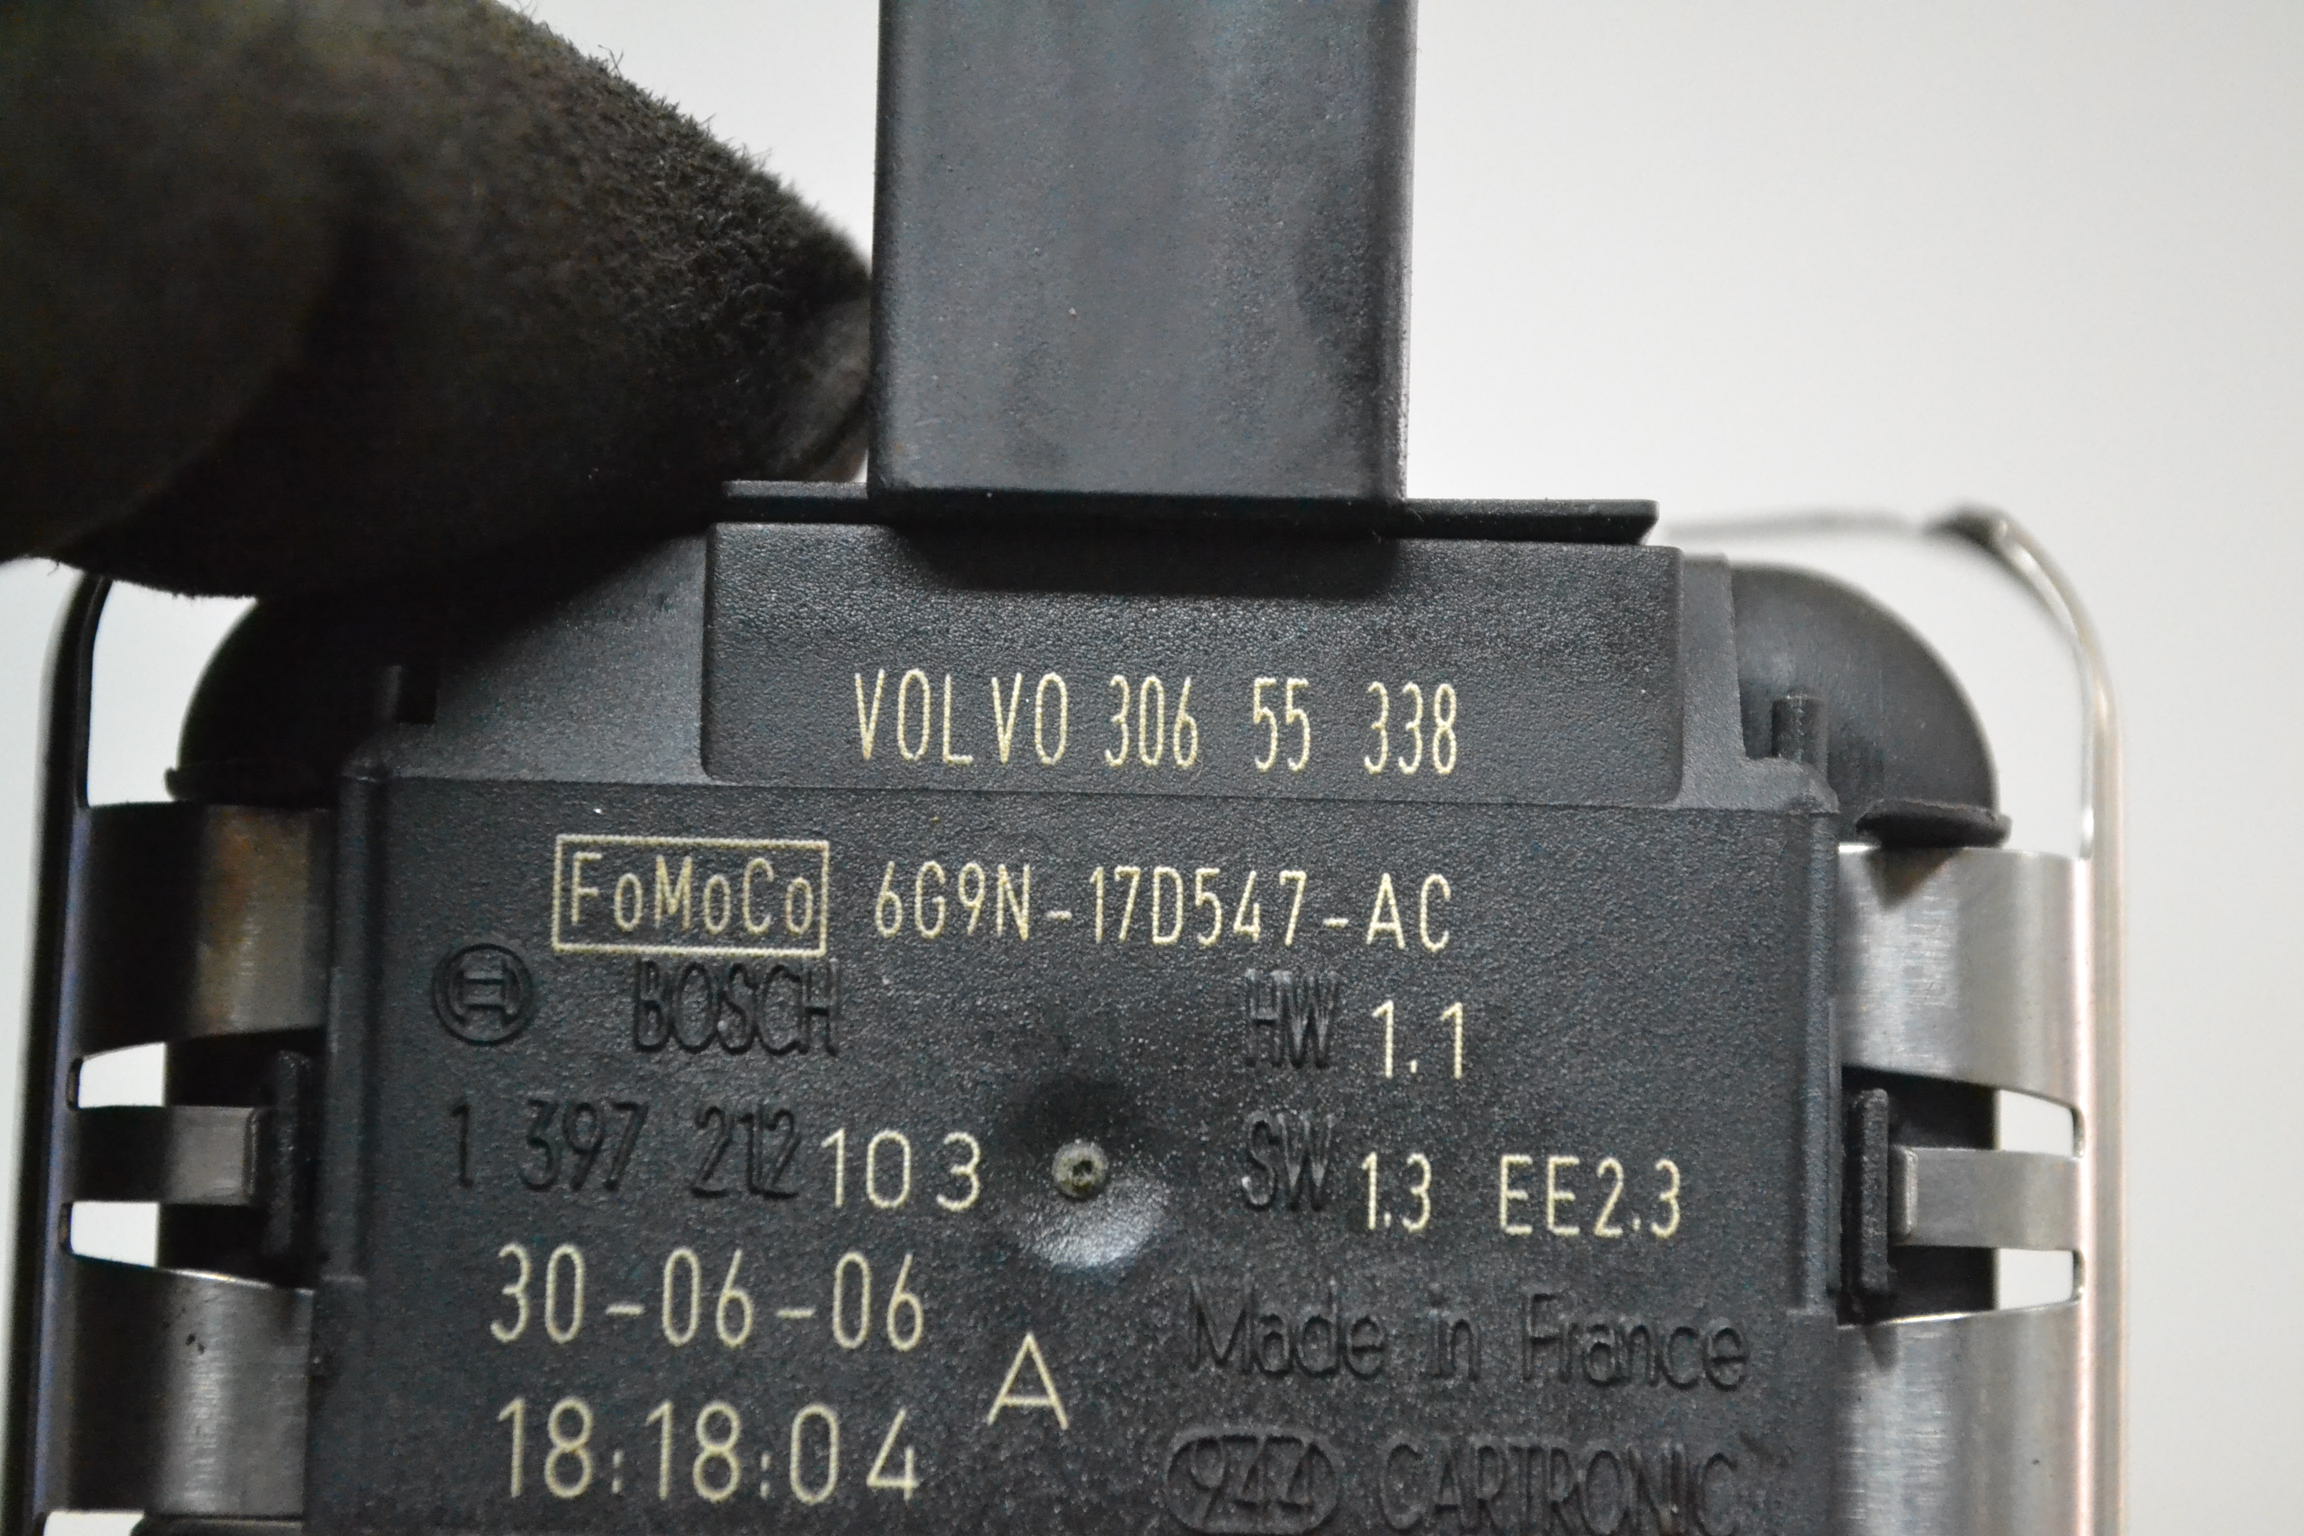 VOLVO 306 55 338
FoMoCo 6G9N-17D547-AC
BOSCH HW 1.1
1 397 212 103 SW 1.3 EE2.3
30-06-06
A
Made in France
18:18:04
944 CARTRONIC